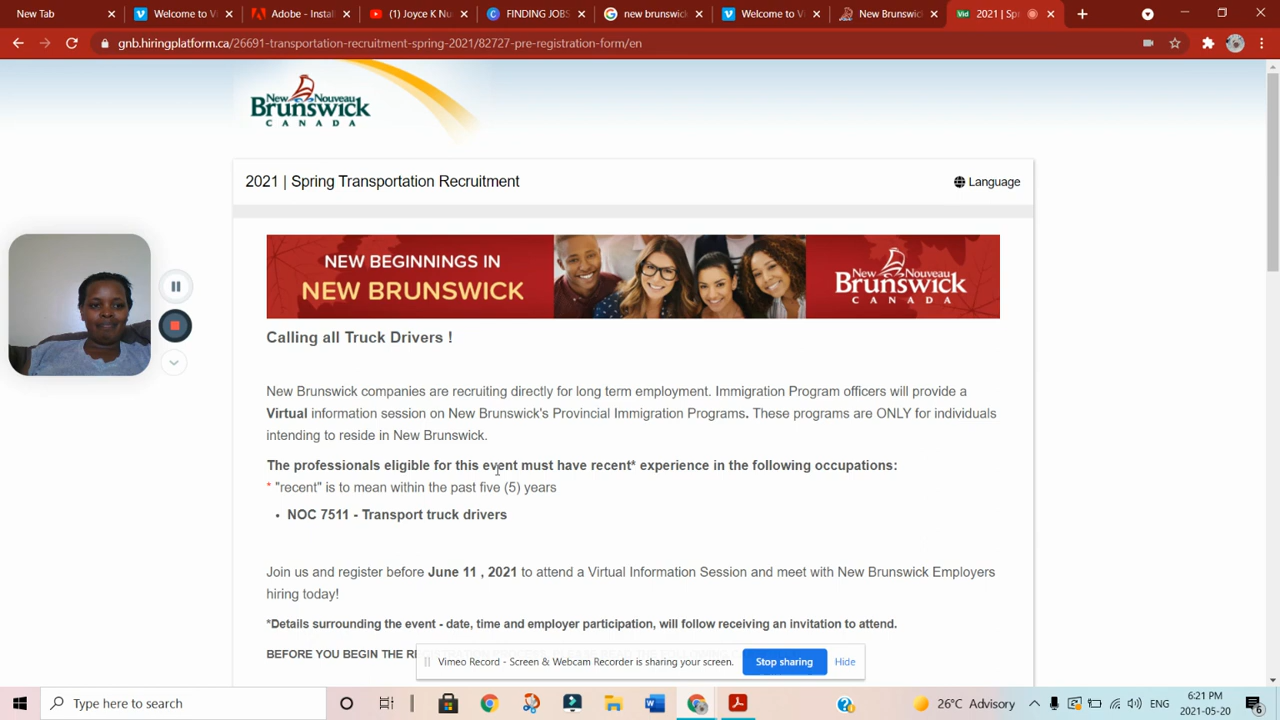 New Tab
Welcome to Vi
Adobe - Install
(1) Joyce K Nu
FINDING JOBS
new brunswick
Welcome to Vi
New Brunswick
Vid 2021 | Spr
gnb.hiringplatform.ca/26691-transportation-recruitment-spring-2021/82727-pre-registration-form/en
New Nouveau
Brunswick
CANADA
2021 | Spring Transportation Recruitment
Language
NEW BEGINNINGS IN
NEW BRUNSWICK
New Nouveau
Brunswick
CANADA
Calling all Truck Drivers !
New Brunswick companies are recruiting directly for long term employment. Immigration Program officers will provide a
Virtual information session on New Brunswick's Provincial Immigration Programs. These programs are ONLY for individuals
intending to reside in New Brunswick.
The professionals eligible for this event must have recent* experience in the following occupations:
* "recent" is to mean within the past five (5) years
• NOC 7511 - Transport truck drivers
Join us and register before June 11 , 2021 to attend a Virtual Information Session and meet with New Brunswick Employers
hiring today!
*Details surrounding the event - date, time and employer participation, will follow receiving an invitation to attend.
BEFORE YOU BEGIN THE
Vimeo Record - Screen & Webcam Recorder is sharing your screen.
Stop sharing
Hide
Type here to search
26°C Advisory
ENG
6:21 PM
2021-05-20
6